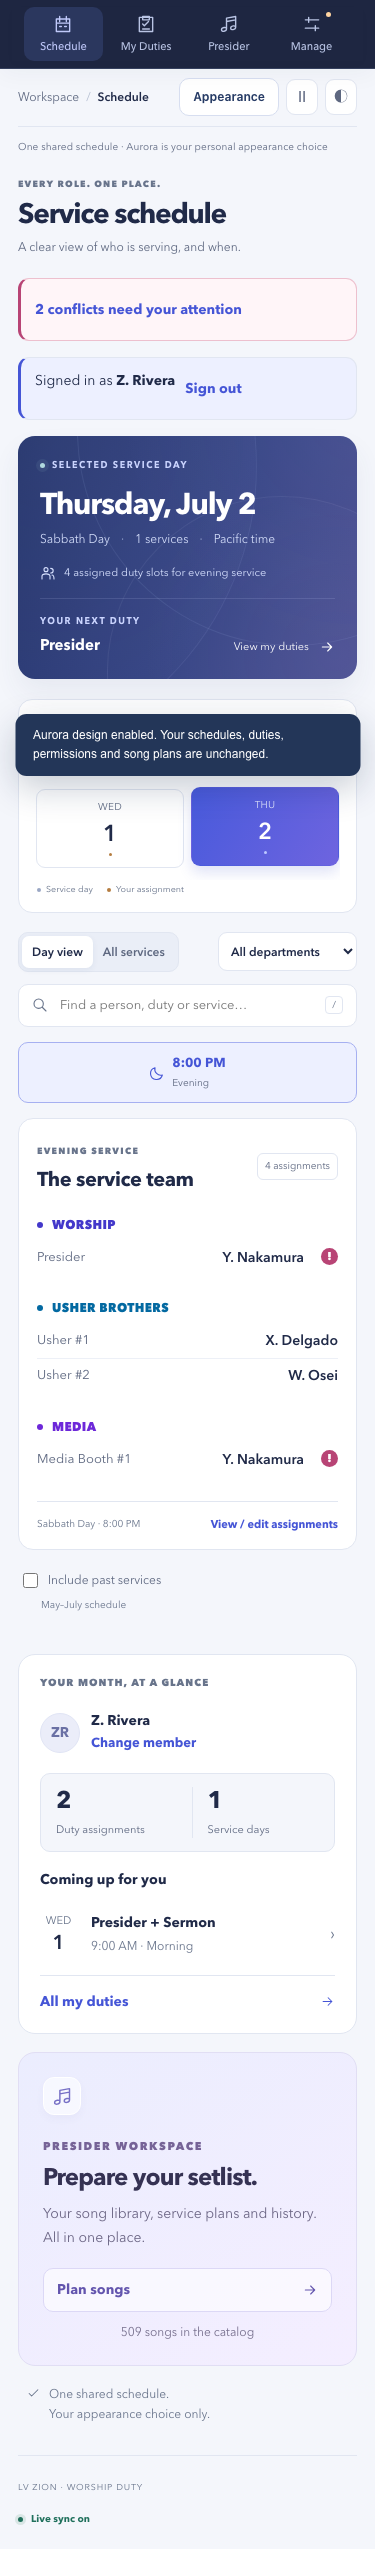 Schedule
My Duties
Presider
Manage
Workspace / Schedule
Appearance
One shared schedule · Aurora is your personal appearance choice
EVERY ROLE. ONE PLACE.
Service schedule
A clear view of who is serving, and when.
2 conflicts need your attention
Signed in as Z. Rivera Sign out
SELECTED SERVICE DAY
Thursday, July 2
Sabbath Day · 1 services · Pacific time
4 assigned duty slots for evening service
YOUR NEXT DUTY
Presider
View my duties →
Aurora design enabled. Your schedules, duties,
permissions and song plans are unchanged.
WED
1
THU
2
Service day
Your assignment
Day view
All services
All departments
Find a person, duty or service…
/
8:00 PM
Evening
EVENING SERVICE
The service team
4 assignments
WORSHIP
Presider Y. Nakamura !
USHER BROTHERS
Usher #1 X. Delgado
Usher #2 W. Osei
MEDIA
Media Booth #1 Y. Nakamura !
Sabbath Day · 8:00 PM
View / edit assignments
Include past services
May–July schedule
YOUR MONTH, AT A GLANCE
ZR
Z. Rivera
Change member
2
Duty assignments
1
Service days
Coming up for you
WED
1
Presider + Sermon
9:00 AM · Morning
›
All my duties →
PRESIDER WORKSPACE
Prepare your setlist.
Your song library, service plans and history.
All in one place.
Plan songs →
509 songs in the catalog
One shared schedule.
Your appearance choice only.
LV ZION · WORSHIP DUTY
Live sync on